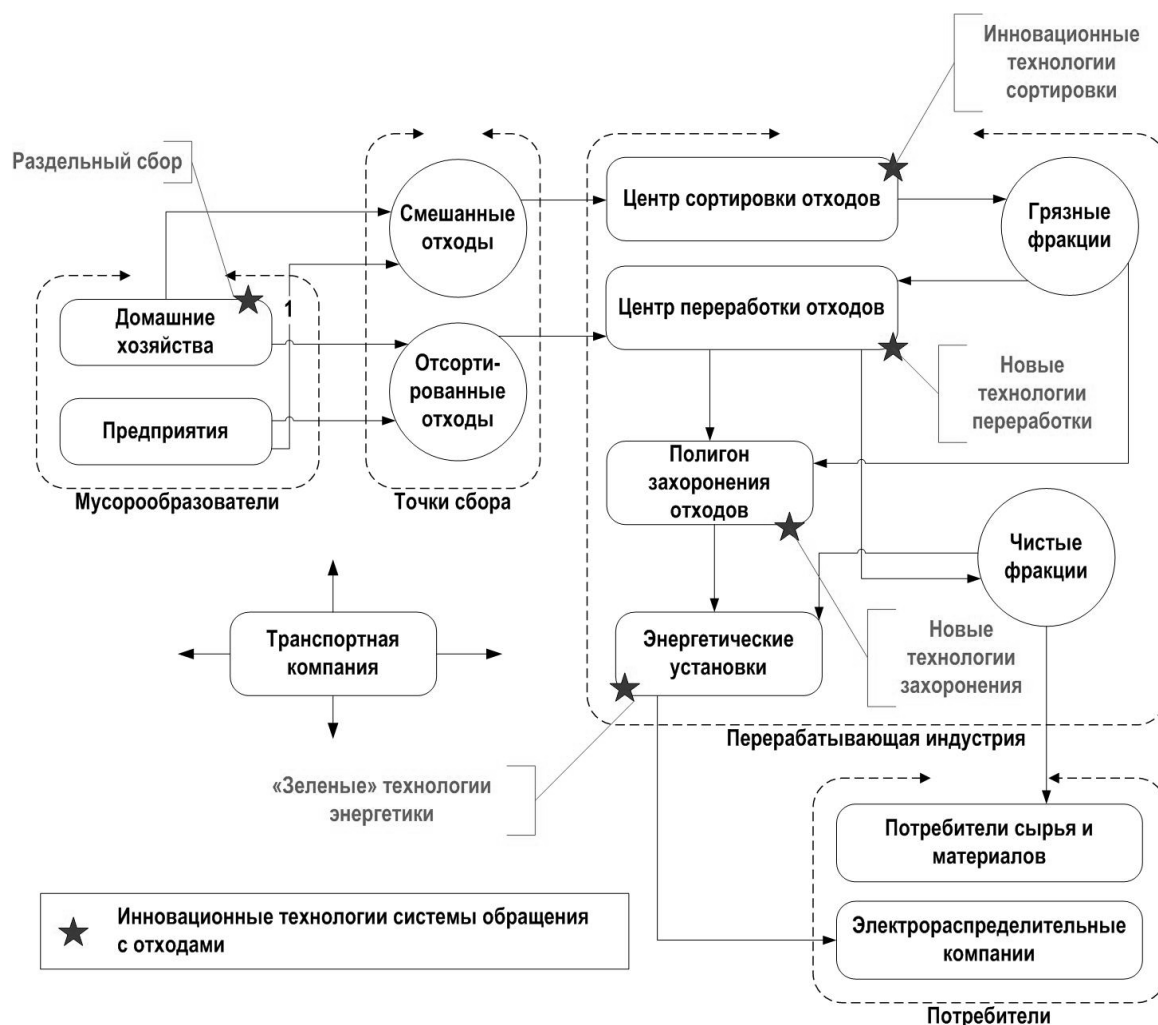 Инновационные
технологии
сортировки
Раздельный сбор
Смешанные
отходы
Центр сортировки отходов
Грязные
фракции
1
Домашние
хозяйства
Центр переработки отходов
Отсорти-
рованные
отходы
Новые
технологии
переработки
Предприятия
Полигон
захоронения
отходов
Мусорообразователи
Точки сбора
Чистые
фракции
Транспортная
компания
Энергетические
установки
Новые
технологии
захоронения
Перерабатывающая индустрия
«Зеленые» технологии
энергетики
Потребители сырья и
материалов
Инновационные технологии системы обращения
с отходами
Электрораспределительные
компании
Потребители